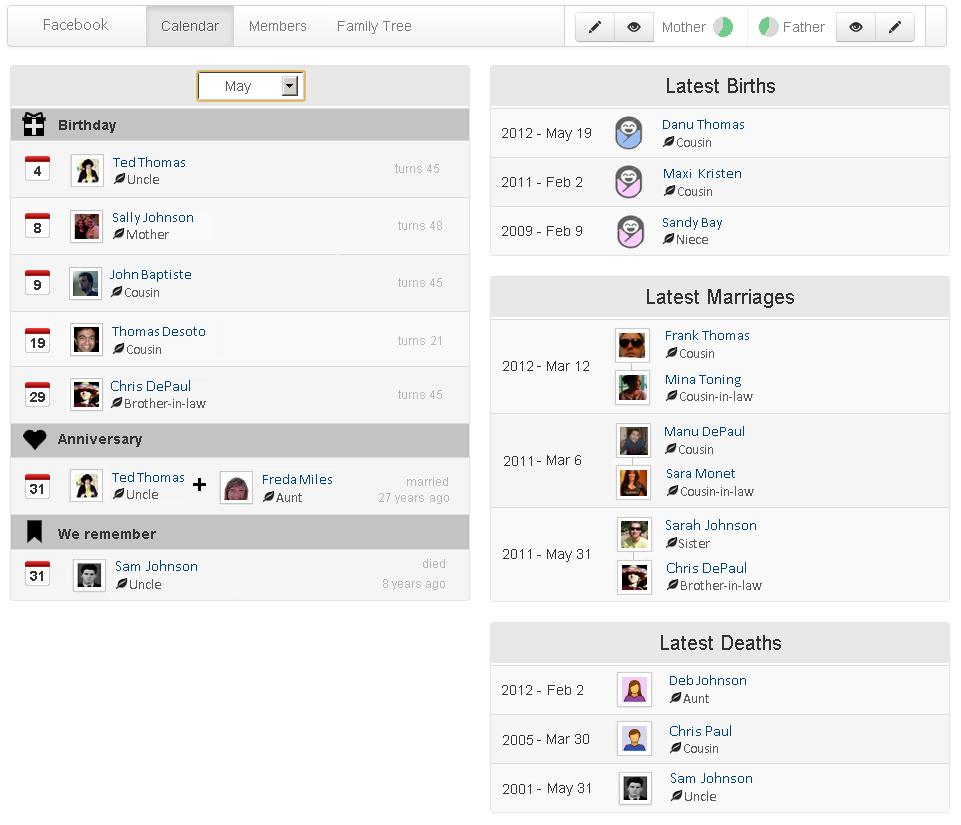 Facebook
Calendar
Members
Family Tree
Mother
Father
May
Birthday
4
Ted Thomas
Uncle
turns 45
8
Sally Johnson
Mother
turns 48
9
John Baptiste
Cousin
turns 45
19
Thomas Desoto
Cousin
turns 21
29
Chris DePaul
Brother-in-law
turns 45
Anniversary
31
Ted Thomas
Uncle
+
Freda Miles
Aunt
married
27 years ago
We remember
31
Sam Johnson
Uncle
died
8 years ago
Latest Births
2012 - May 19
Danu Thomas
Cousin
2011 - Feb 2
Maxi Kristen
Cousin
2009 - Feb 9
Sandy Bay
Niece
Latest Marriages
2012 - Mar 12
Frank Thomas
Cousin
Mina Toning
Cousin-in-law
2011 - Mar 6
Manu DePaul
Cousin
Sara Monet
Cousin-in-law
2011 - May 31
Sarah Johnson
Sister
Chris DePaul
Brother-in-law
Latest Deaths
2012 - Feb 2
Deb Johnson
Aunt
2005 - Mar 30
Chris Paul
Cousin
2001 - May 31
Sam Johnson
Uncle